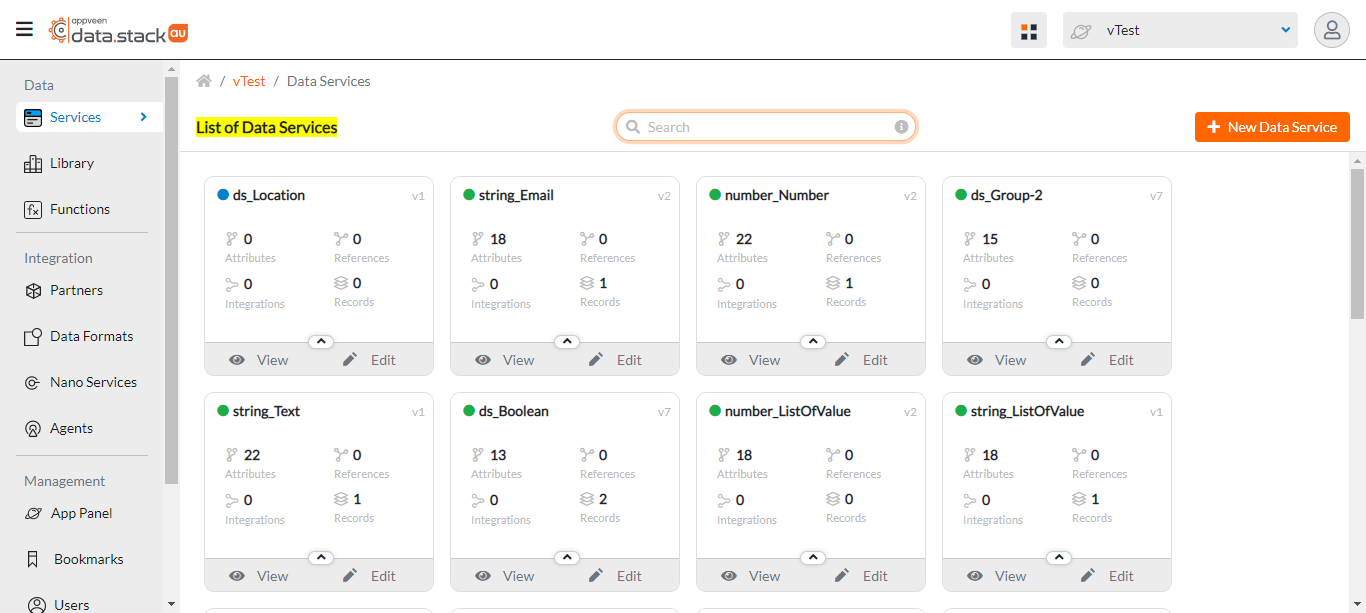 appveen
data.stack au
vTest
Data
Services
Library
Functions
Integration
Partners
Data Formats
Nano Services
Agents
Management
App Panel
Bookmarks
Users
/ vTest / Data Services
List of Data Services
Search
+ New Data Service
ds_Location v1
0 0
Attributes References
0 0
Integrations Records
View Edit
string_Email v2
18 0
Attributes References
0 1
Integrations Records
View Edit
number_Number v2
22 0
Attributes References
0 1
Integrations Records
View Edit
ds_Group-2 v7
15 0
Attributes References
0 0
Integrations Records
View Edit
string_Text v1
22 0
Attributes References
0 1
Integrations Records
View Edit
ds_Boolean v7
13 0
Attributes References
0 2
Integrations Records
View Edit
number_ListOfValue v2
18 0
Attributes References
0 0
Integrations Records
View Edit
string_ListOfValue v1
18 0
Attributes References
0 1
Integrations Records
View Edit